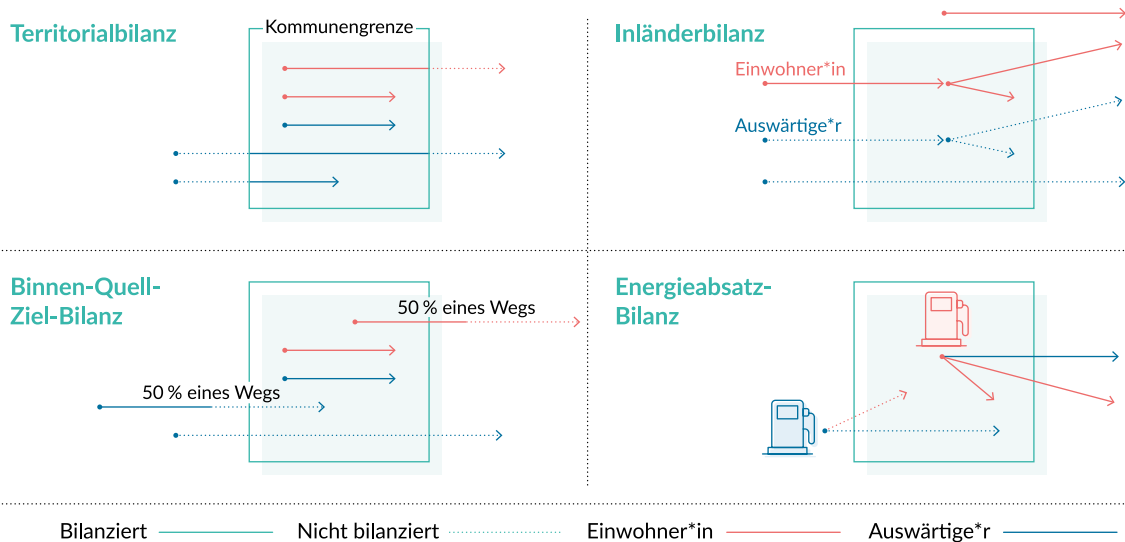 Territorialbilanz
Kommunengrenze
Inländerbilanz
Einwohner*in
Auswärtige*r
Binnen-Quell-
Ziel-Bilanz
50 % eines Wegs
50 % eines Wegs
Energieabsatz-
Bilanz
Bilanziert
Nicht bilanziert
Einwohner*in
Auswärtige*r